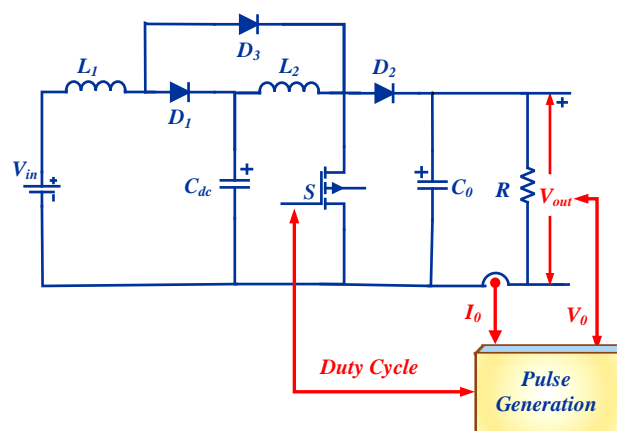 D3
L1
L2
D2
D1
+
Vin
+
-
Cdc
+
S
+
C0
R
+
Vout
I0
V0
Duty Cycle
Pulse
Generation